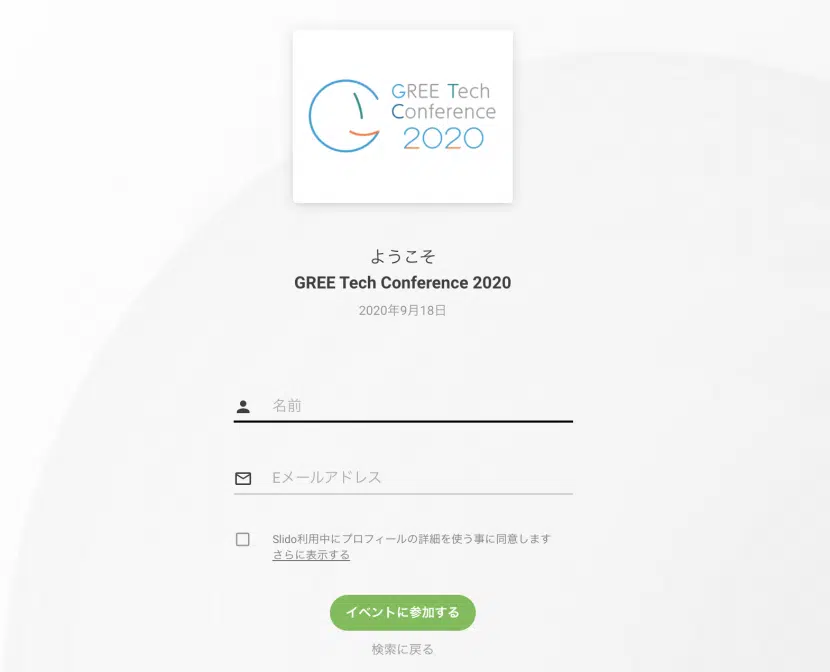 GREE Tech
Conference
2020
ようこそ
GREE Tech Conference 2020
2020年9月18日
名前
Eメールアドレス
Slido利用中にプロフィールの詳細を使う事に同意します
さらに表示する
イベントに参加する
検索に戻る